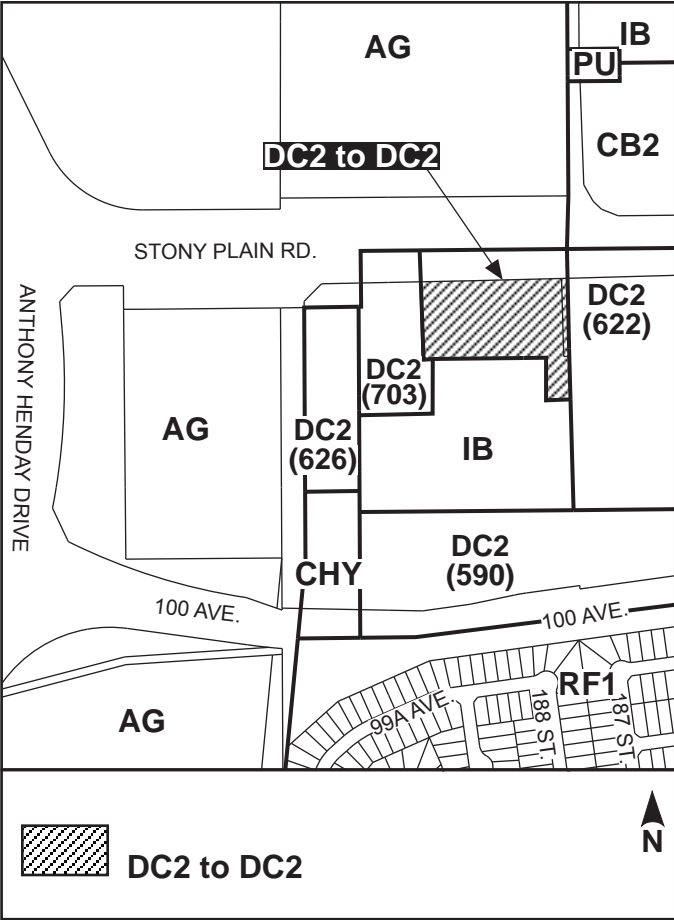 AG
IB
PU
CB2
DC2 to DC2
STONY PLAIN RD.
ANTHONY HENDAY DRIVE
DC2
(622)
DC2
(703)
AG
DC2
(626)
IB
DC2
(590)
CHY
100 AVE.
100 AVE.
RF1
99A AVE.
188 ST.
187 ST.
AG
DC2 to DC2
N